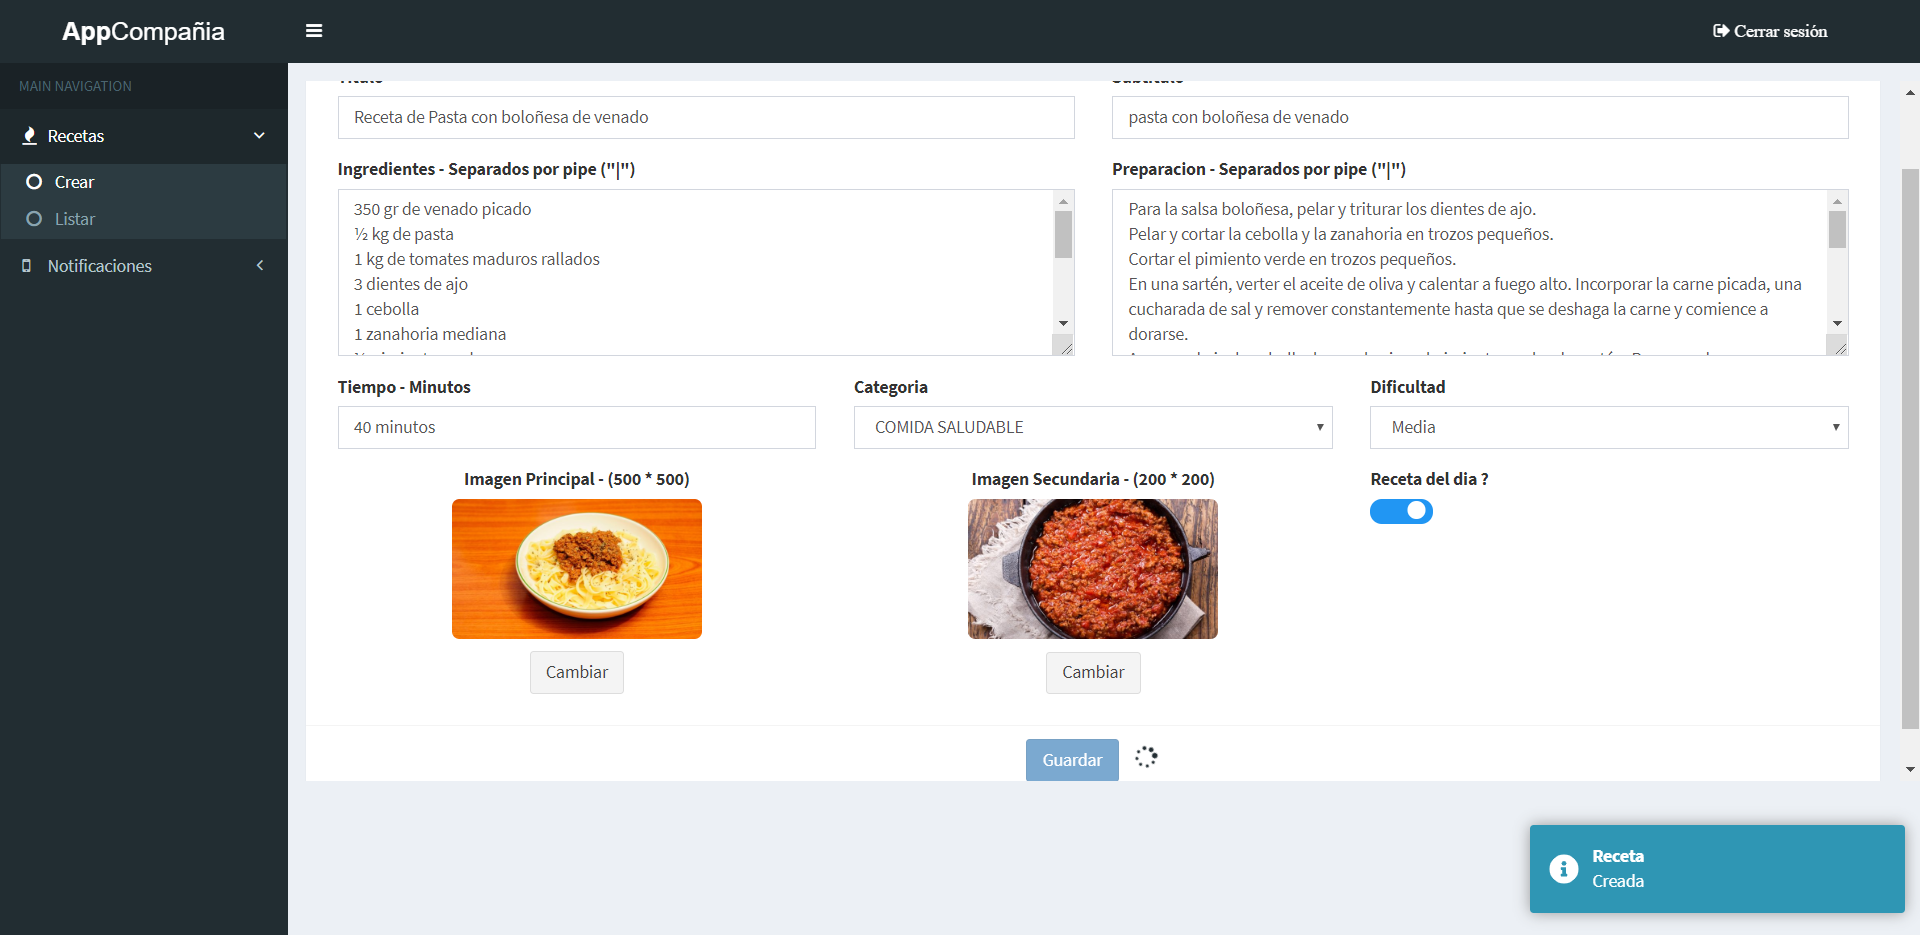 AppCompañia
Cerrar sesión
MAIN NAVIGATION
Recetas
Crear
Listar
Notificaciones
Titulo
Subtitulo
Receta de Pasta con boloñesa de venado
pasta con boloñesa de venado
Ingredientes - Separados por pipe ("|")
350 gr de venado picado
½ kg de pasta
1 kg de tomates maduros rallados
3 dientes de ajo
1 cebolla
1 zanahoria mediana
Preparacion - Separados por pipe ("|")
Para la salsa boloñesa, pelar y triturar los dientes de ajo.
Pelar y cortar la cebolla y la zanahoria en trozos pequeños.
Cortar el pimiento verde en trozos pequeños.
En una sartén, verter el aceite de oliva y calentar a fuego alto. Incorporar la carne picada, una
cucharada de sal y remover constantemente hasta que se deshaga la carne y comience a
dorarse.
Tiempo - Minutos
40 minutos
Categoria
COMIDA SALUDABLE
Dificultad
Media
Imagen Principal - (500 * 500)
Cambiar
Imagen Secundaria - (200 * 200)
Cambiar
Receta del dia ?
Guardar
Receta
Creada